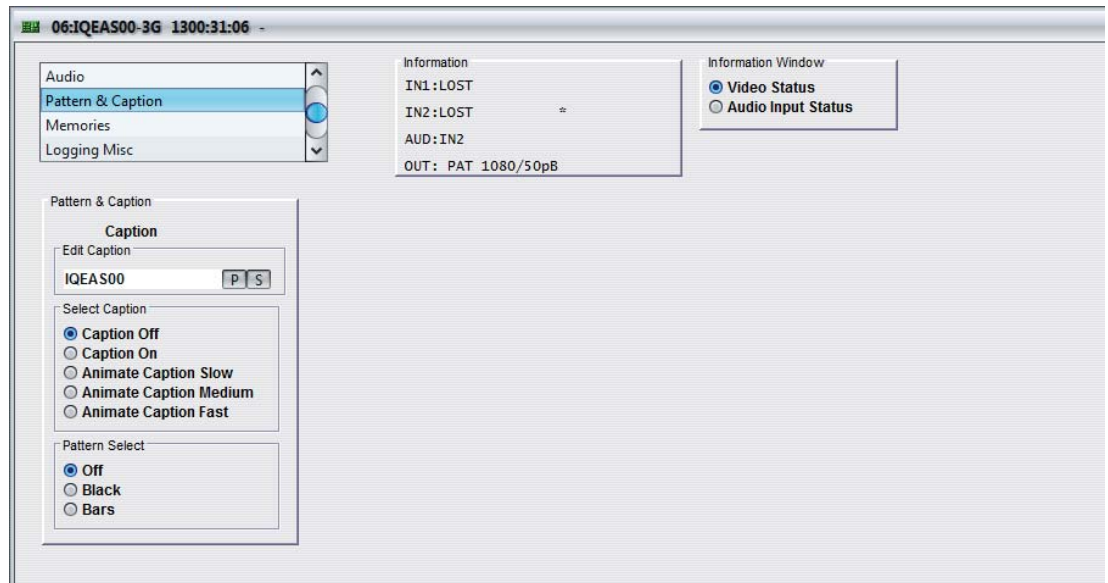 06:IQEAS00-3G 1300:31:06 -
Audio
Pattern & Caption
Memories
Logging Misc
Information
IN1:LOST
IN2:LOST *
AUD:IN2
OUT: PAT 1080/50pB
Information Window
Video Status
Audio Input Status
Pattern & Caption
Caption
Edit Caption
IQEAS00 P S
Select Caption
Caption Off
Caption On
Animate Caption Slow
Animate Caption Medium
Animate Caption Fast
Pattern Select
Off
Black
Bars